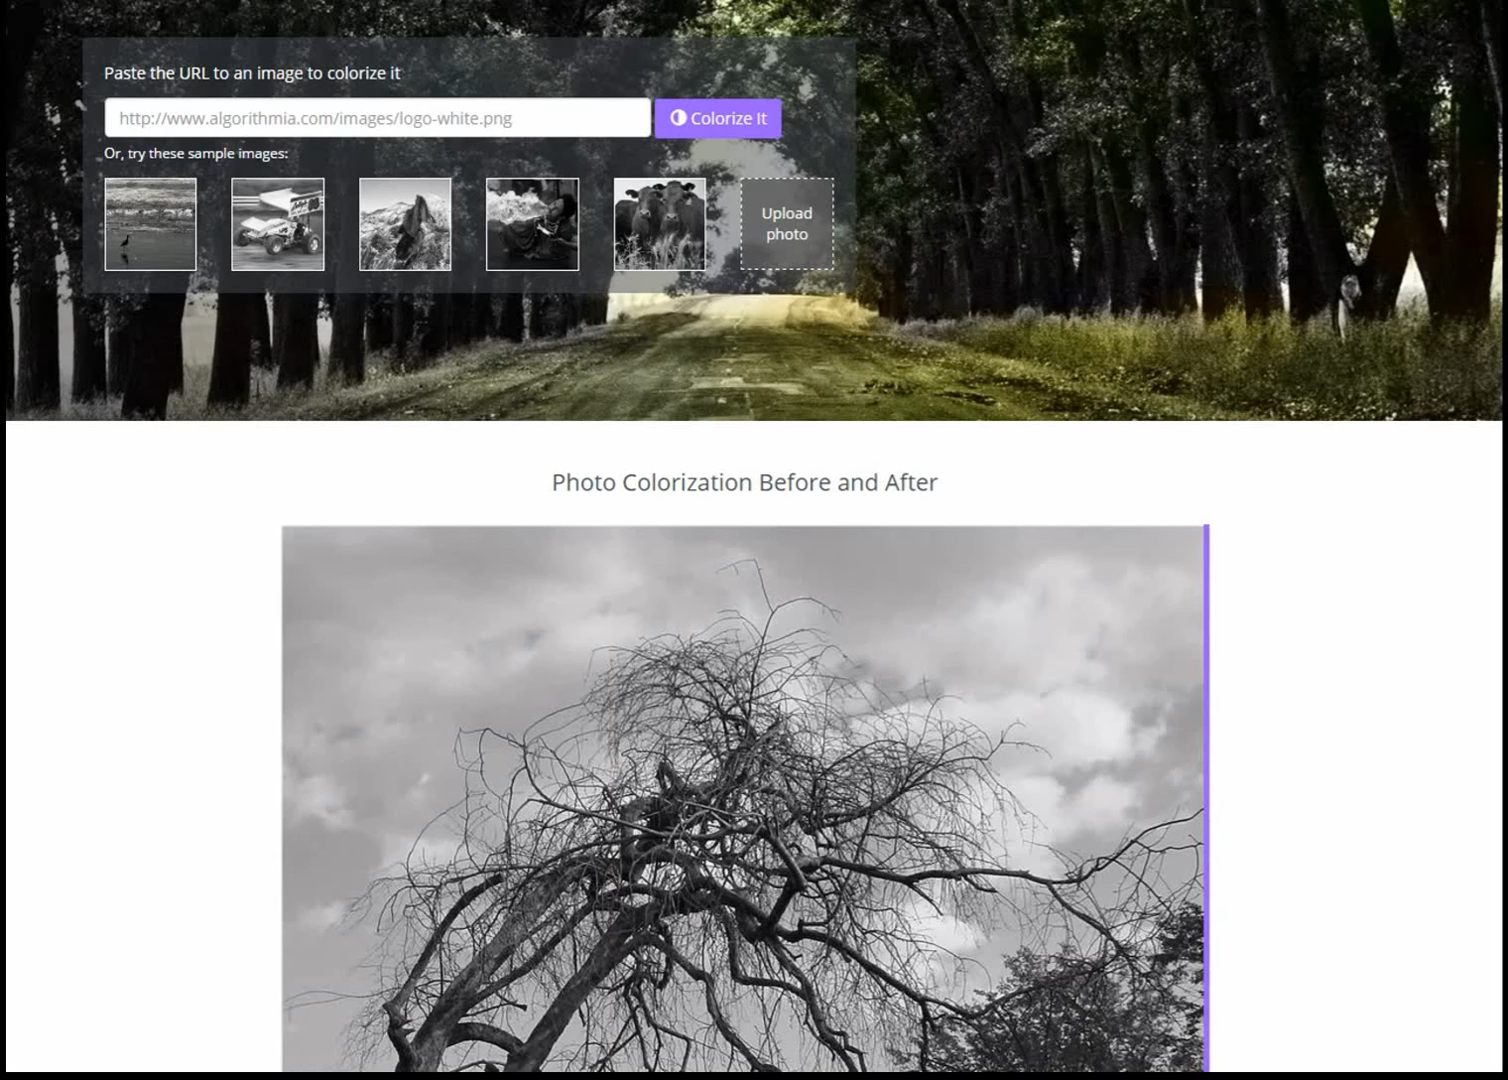 Paste the URL to an image to colorize it
http://www.algorithmia.com/images/logo-white.png
Colorize It
Or, try these sample images:
Upload
photo
Photo Colorization Before and After